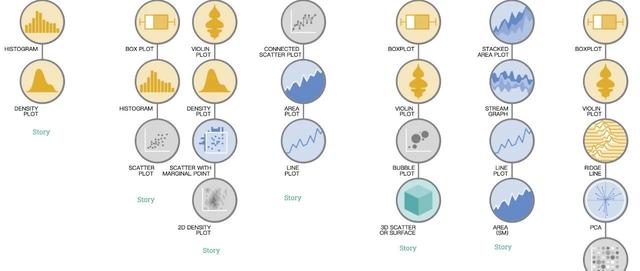 HISTOGRAM
DENSITY
PLOT
Story
BOX PLOT
HISTOGRAM
SCATTER
PLOT
Story
VIOLIN
PLOT
DENSITY
PLOT
SCATTER WITH
MARGINAL POINT
2D DENSITY
PLOT
Story
CONNECTED
SCATTER PLOT
AREA
PLOT
LINE
PLOT
Story
BOXPLOT
VIOLIN
PLOT
BUBBLE
PLOT
3D SCATTER
OR SURFACE
Story
STACKED
AREA PLOT
STREAM
GRAPH
LINE
PLOT
AREA
(SM)
Story
BOXPLOT
VIOLIN
PLOT
RIDGE
LINE
PCA